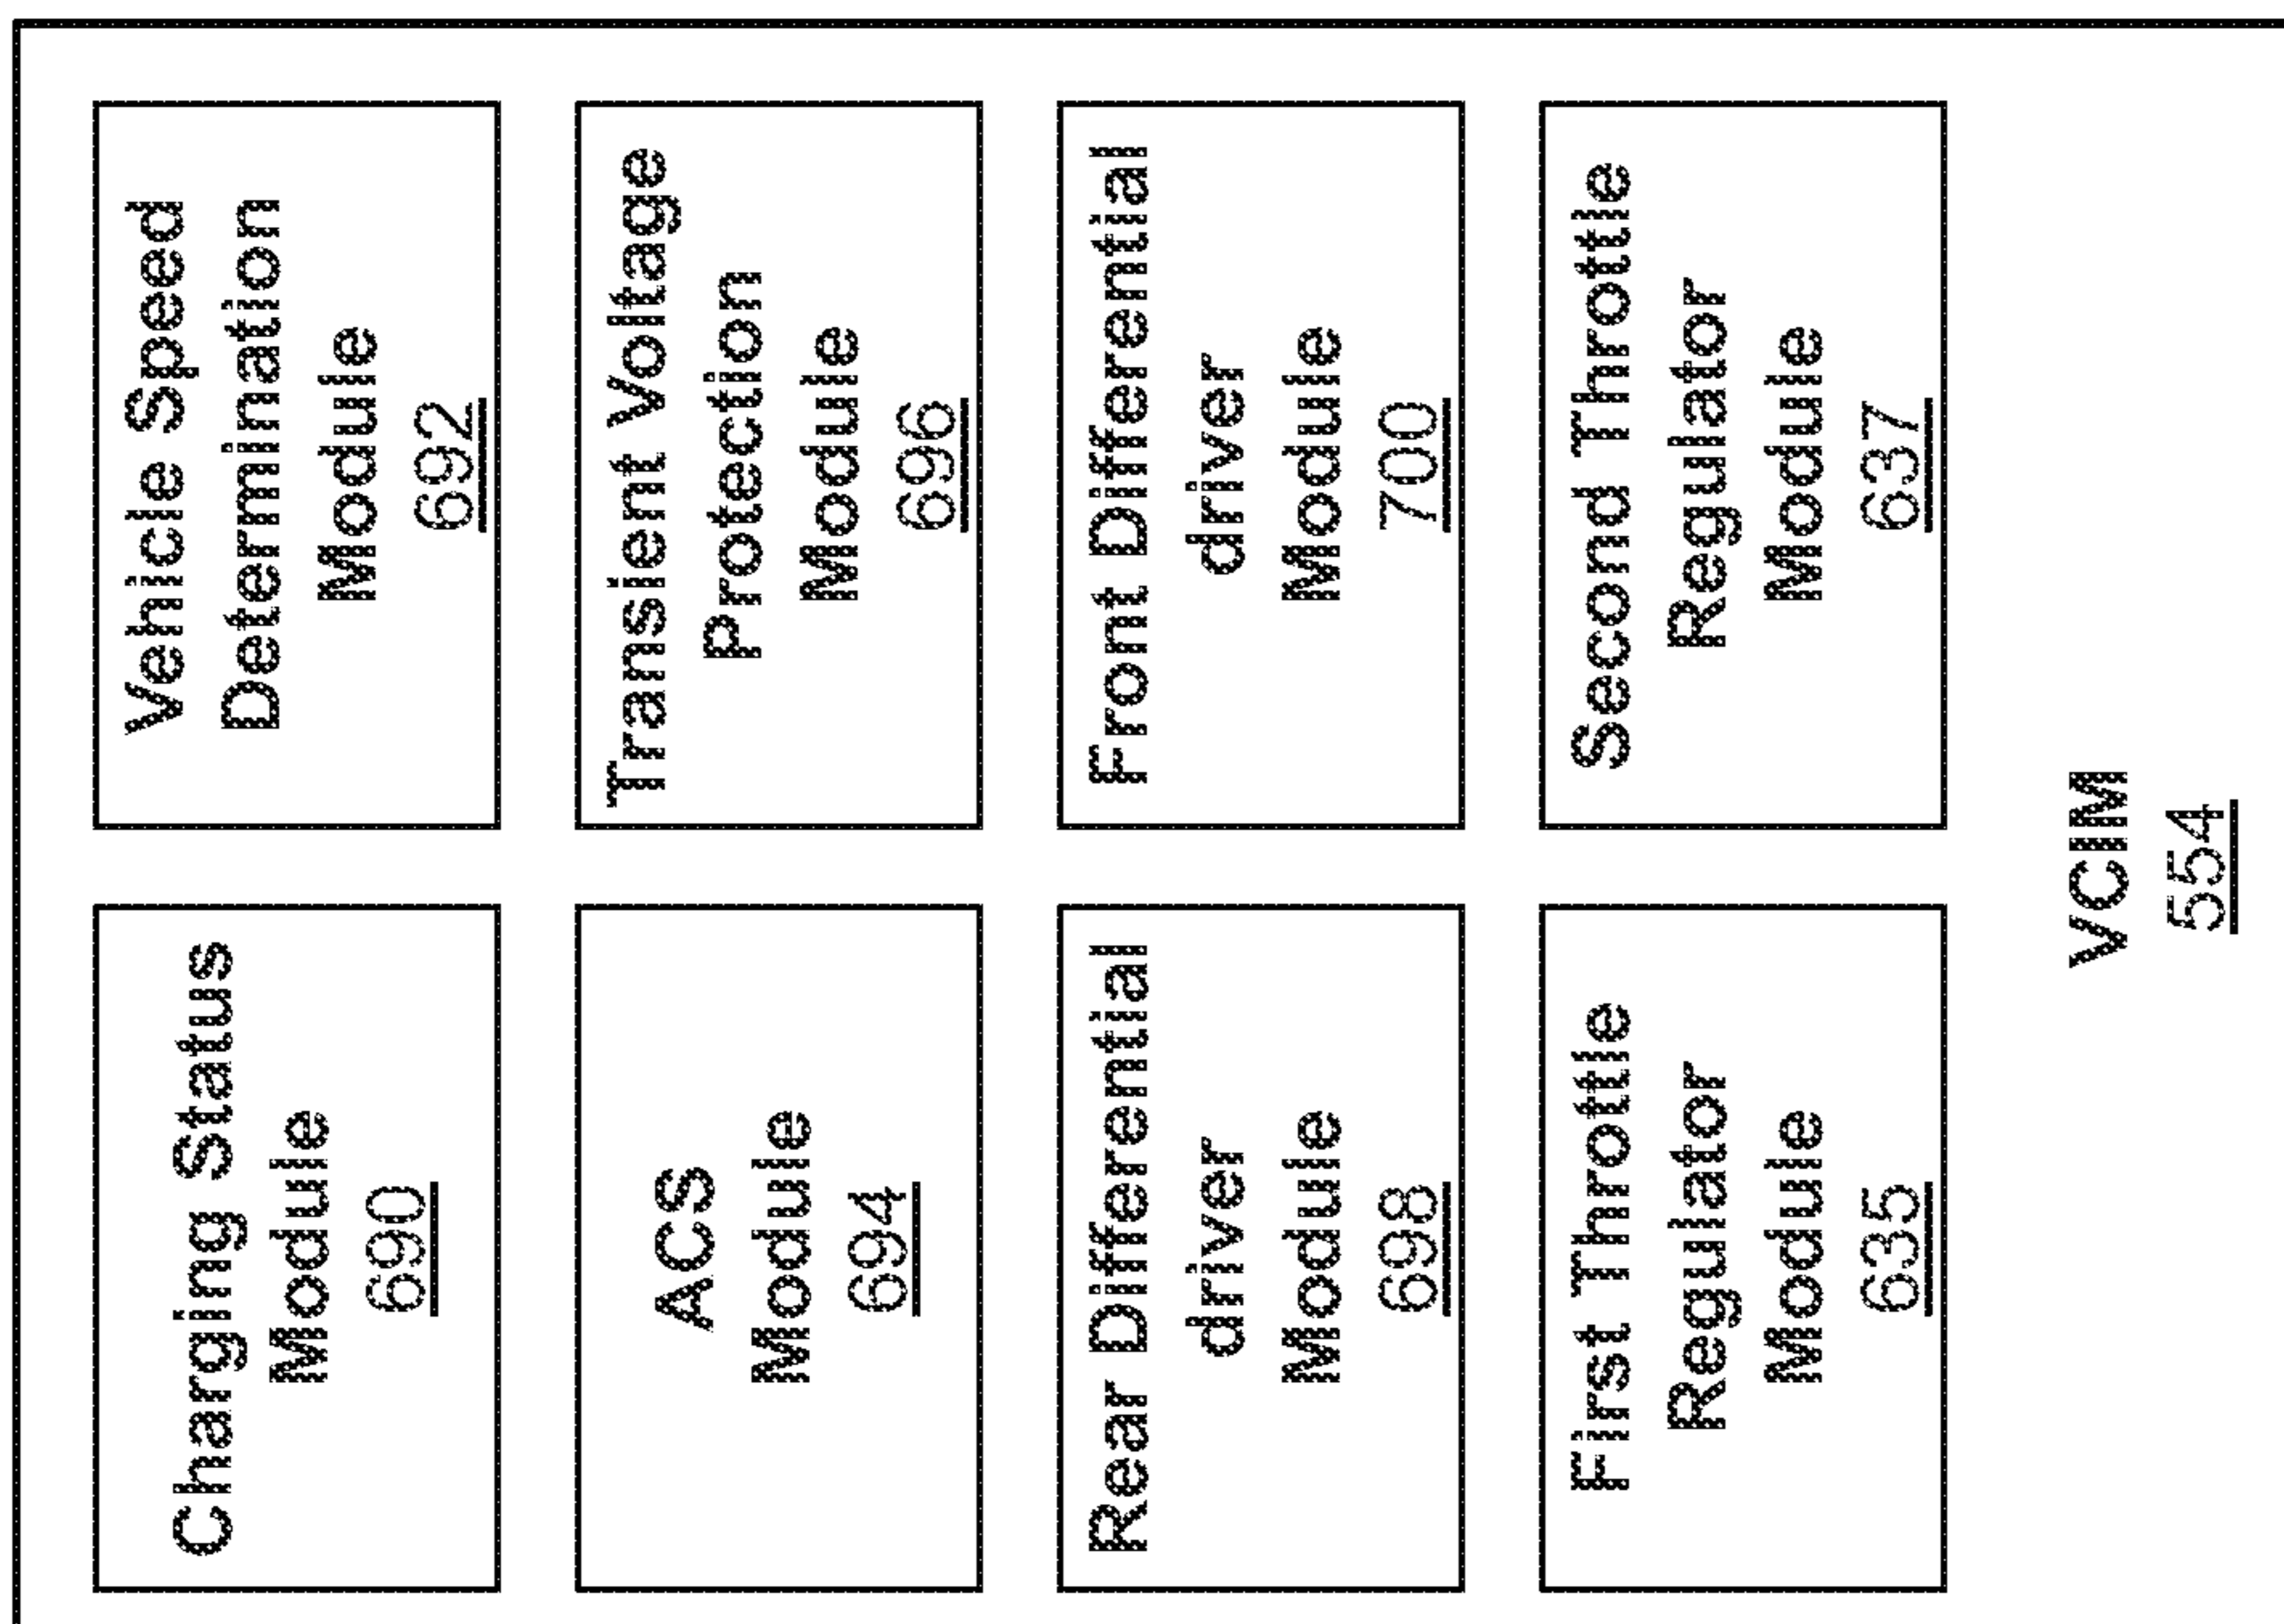 Charging Status
Module
690
Vehicle Speed
Determination
Module
692
ACS
Module
694
Transient Voltage
Protection
Module
696
Rear Differential
driver
Module
698
Front Differential
driver
Module
700
First Throttle
Regulator
Module
635
Second Throttle
Regulator
Module
637
VCIM
554